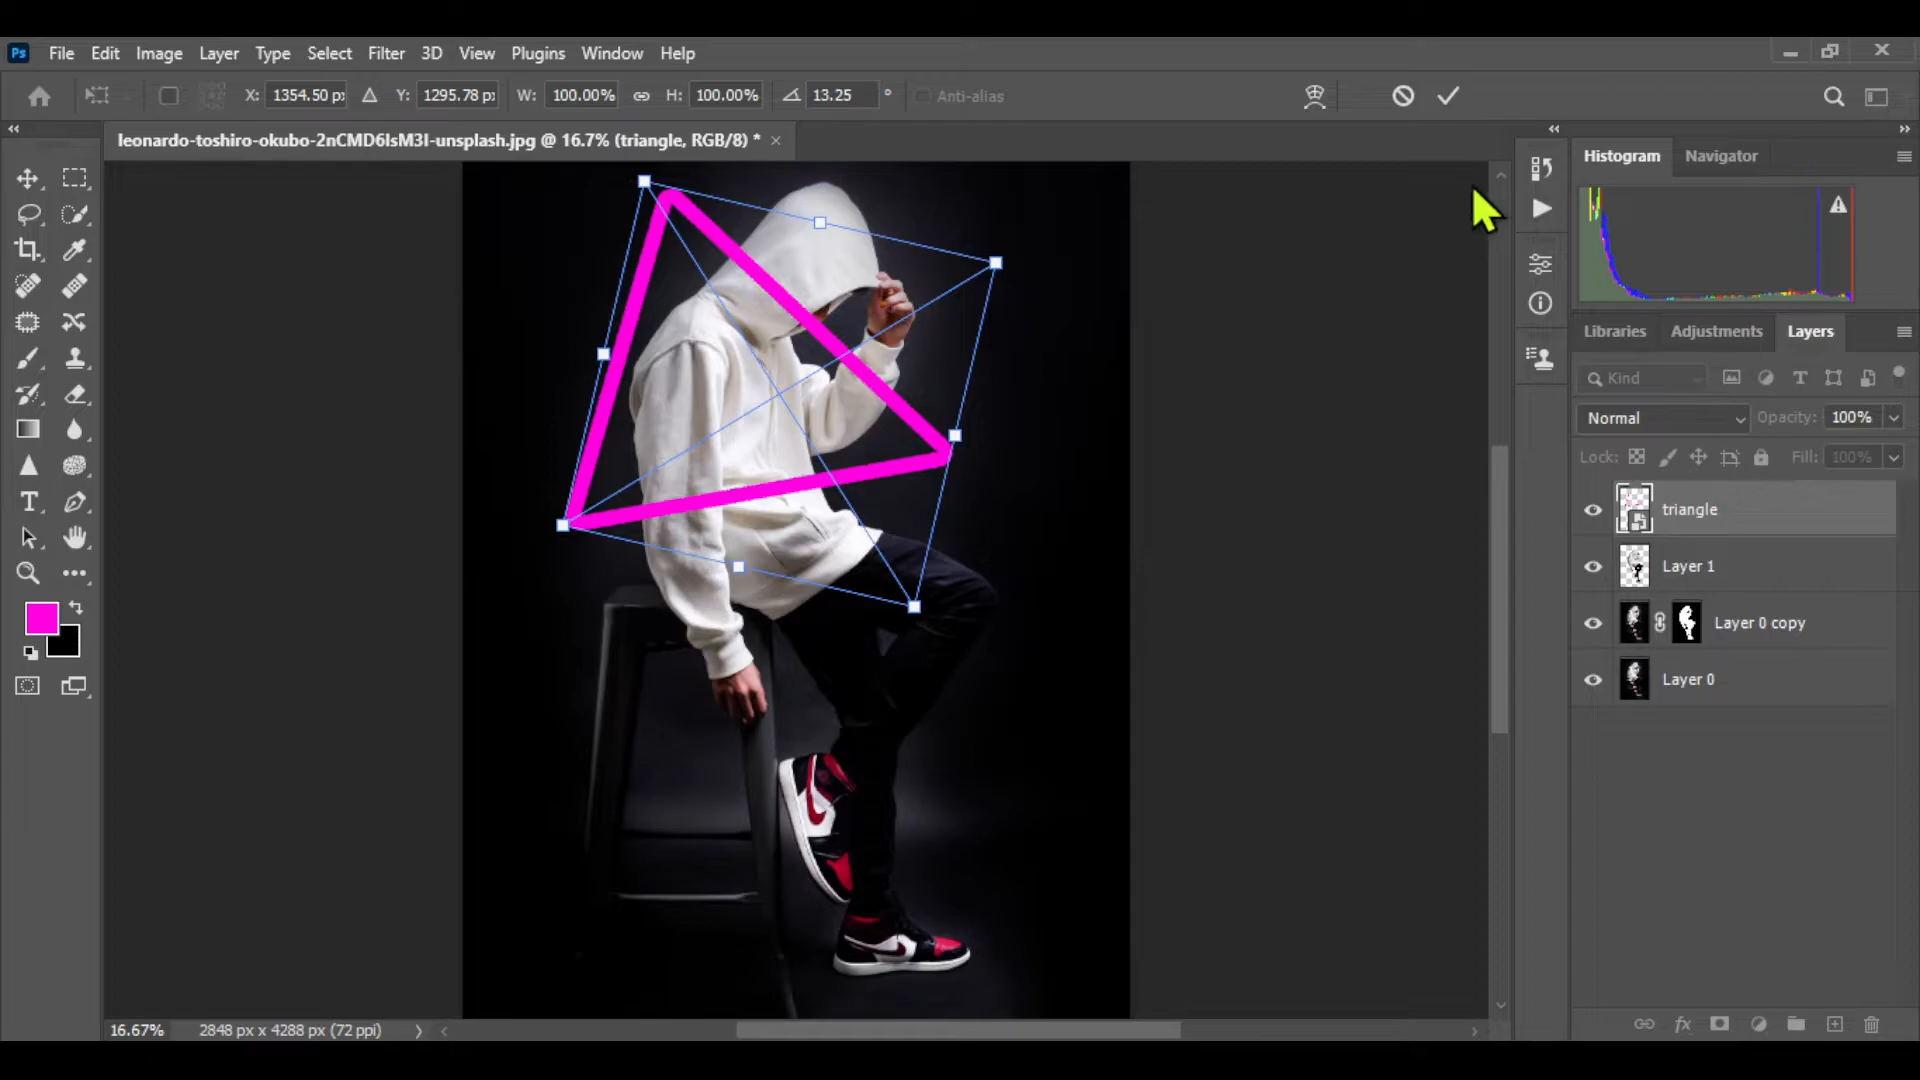 Ps File Edit Image Layer Type Select Filter 3D View Plugins Window Help
X: 1354.50 px Y: 1295.78 px W: 100.00% H: 100.00% 13.25 ° Anti-alias
leonardo-toshiro-okubo-2nCMD6IsM3I-unsplash.jpg @ 16.7% (triangle, RGB/8) *
Histogram Navigator
Libraries Adjustments Layers
Kind
Normal Opacity: 100%
Lock: Fill: 100%
triangle
Layer 1
Layer 0 copy
Layer 0
16.67% 2848 px x 4288 px (72 ppi)